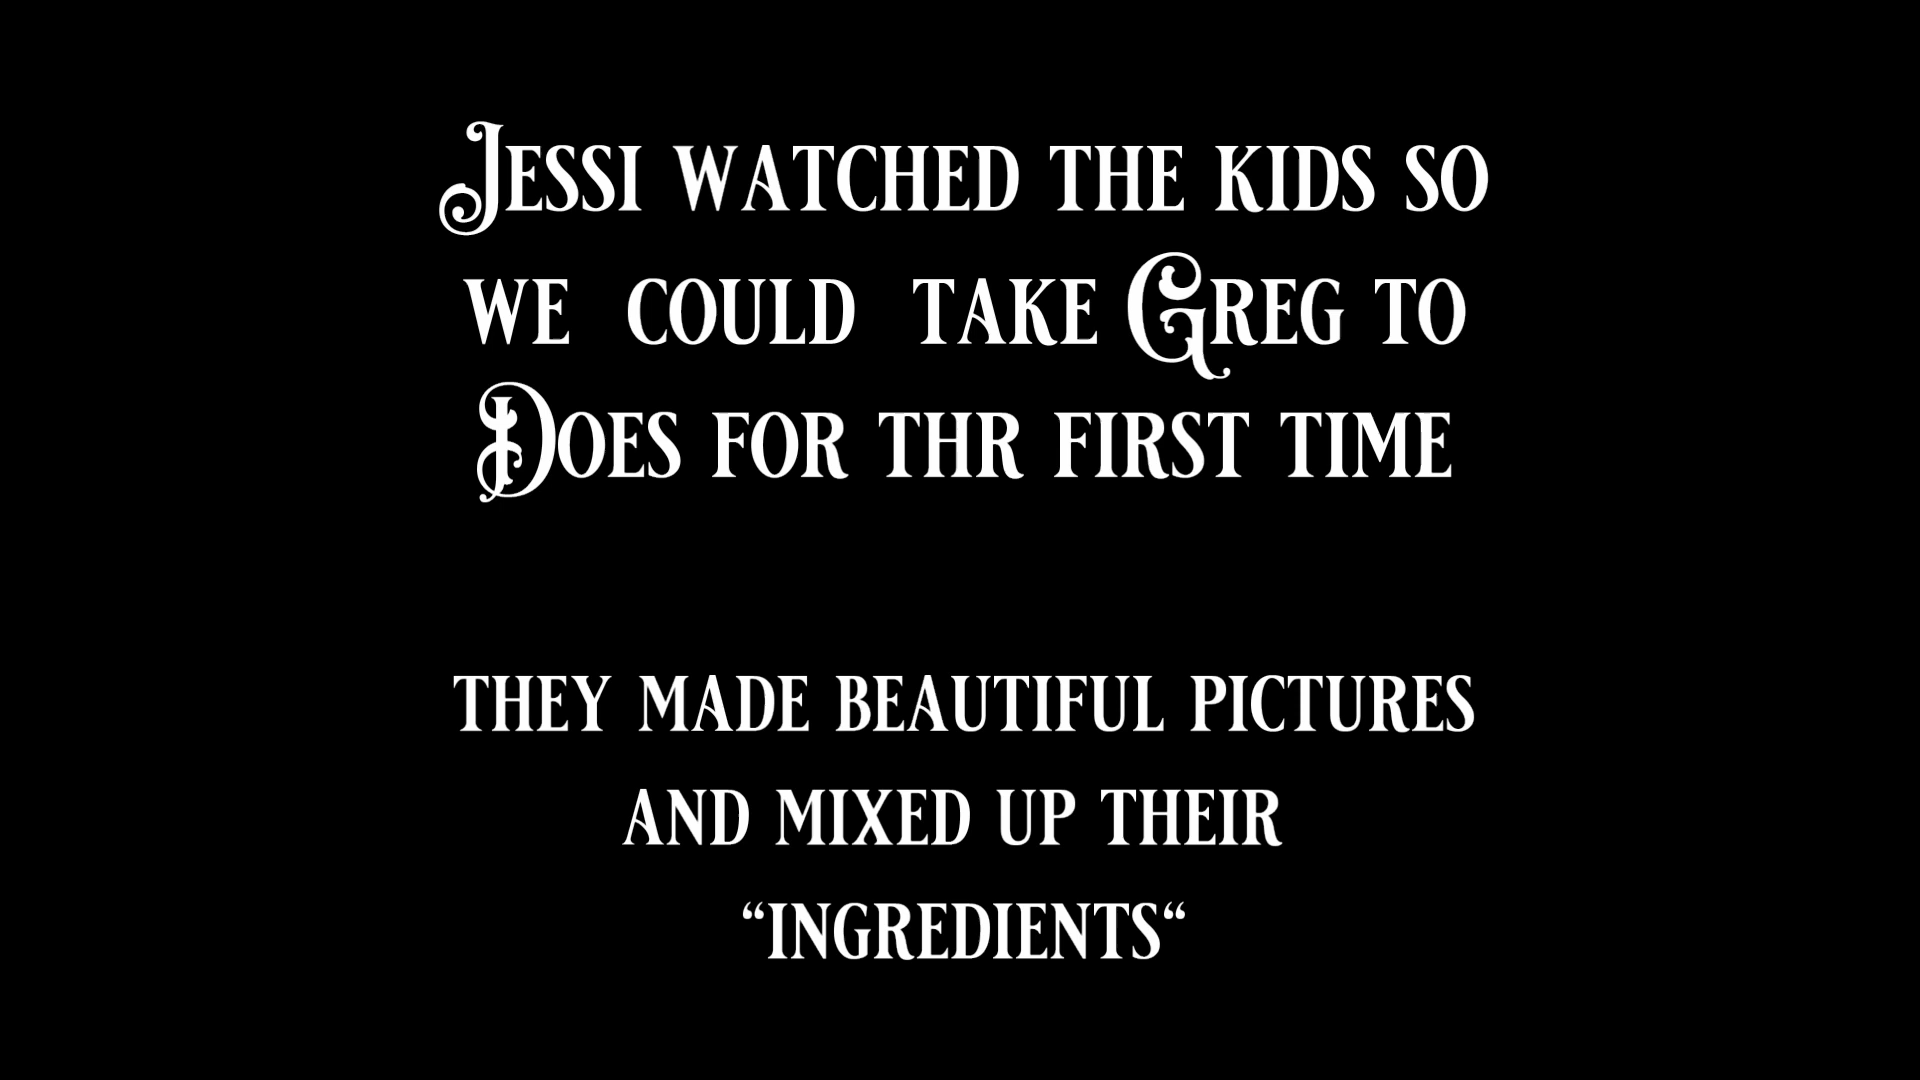 Jessi watched the kids so
we could take Greg to
Does for thr first time
they made beautiful pictures
and mixed up their
“ingredients“